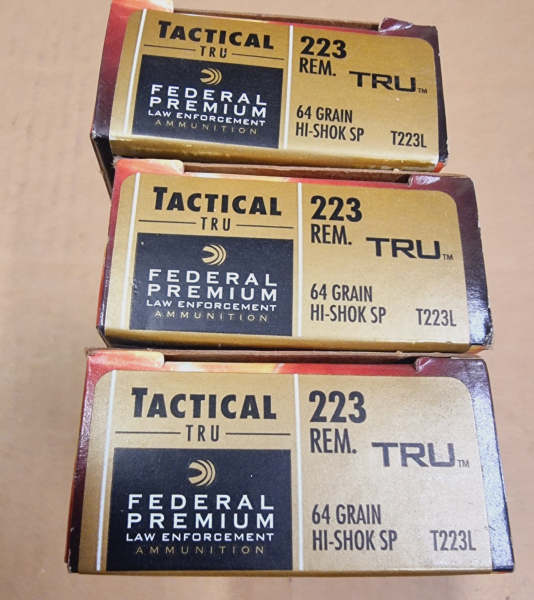 TACTICAL
TRU
FEDERAL
PREMIUM
LAW ENFORCEMENT
AMMUNITION
223
REM.
TRU™
64 GRAIN
HI-SHOK SP
T223L
TACTICAL
TRU
FEDERAL
PREMIUM
LAW ENFORCEMENT
AMMUNITION
223
REM.
TRU™
64 GRAIN
HI-SHOK SP
T223L
TACTICAL
TRU
FEDERAL
PREMIUM
LAW ENFORCEMENT
AMMUNITION
223
REM.
TRU™
64 GRAIN
HI-SHOK SP
T223L